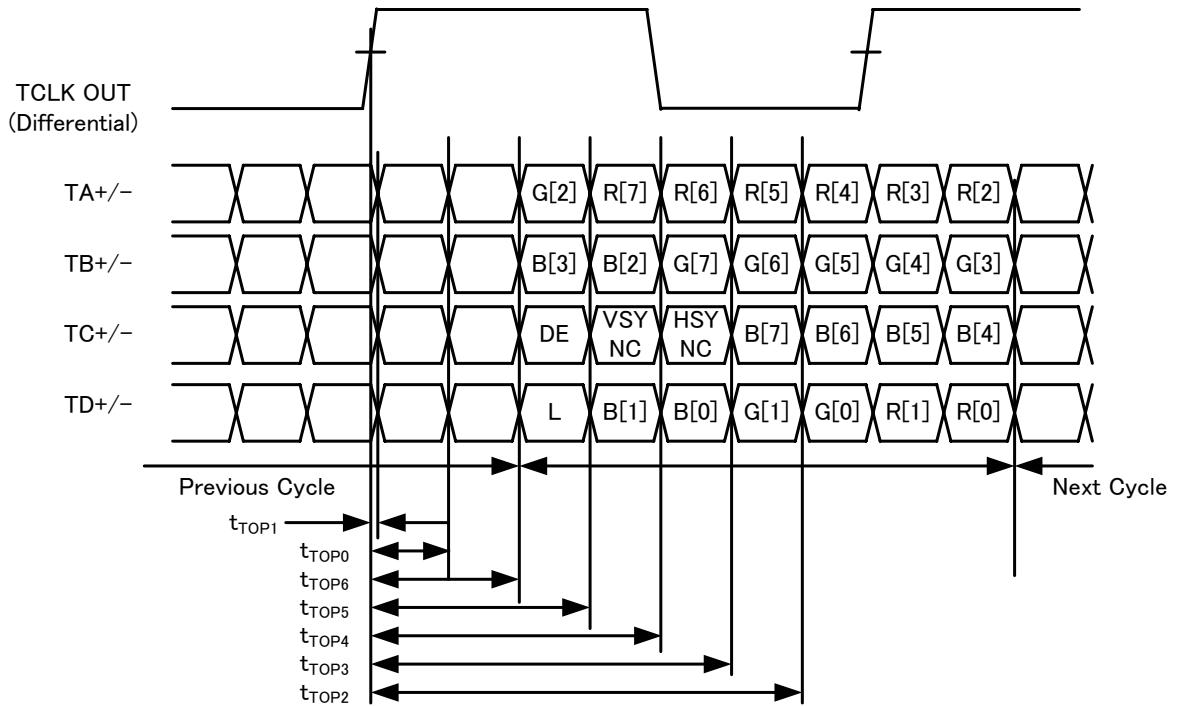 TCLK OUT
(Differential)
TA+/-
G[2] R[7] R[6] R[5] R[4] R[3] R[2]
TB+/-
B[3] B[2] G[7] G[6] G[5] G[4] G[3]
TC+/-
DE VSY
NC HSY
NC B[7] B[6] B[5] B[4]
TD+/-
L B[1] B[0] G[1] G[0] R[1] R[0]
Previous Cycle
Next Cycle
tTOP1
tTOP0
tTOP6
tTOP5
tTOP4
tTOP3
tTOP2